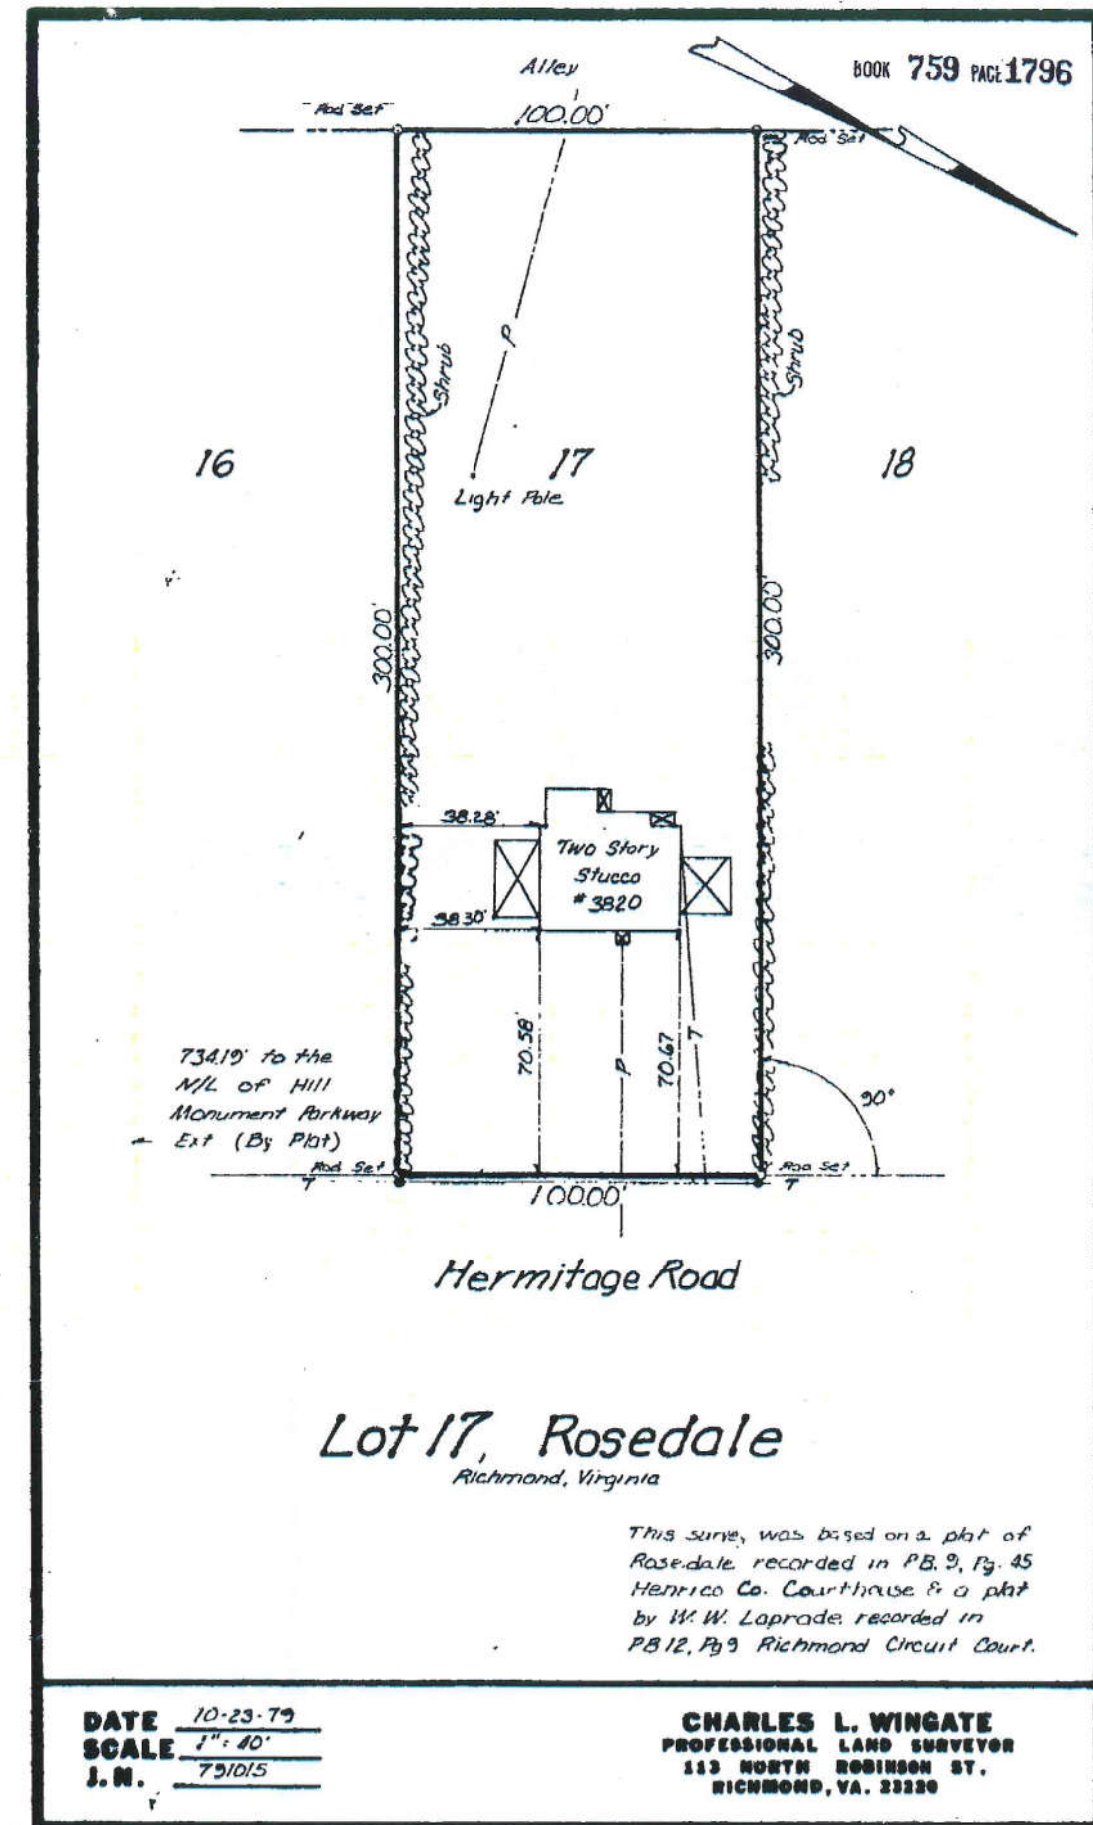 BOOK 759 PAGE 1796
Alley
Rod Set
100.00'
Rod Set
P
Shrub
Shrub
16
17
18
Light Pole
300.00'
300.00'
38.28'
Two Story
Stucco
# 3820
38.30'
70.58'
P
70.67
T
90°
734.19' to the
N/L of Hill
Monument Parkway
Ext (By Plat)
Rod Set
Rod Set
T
T
100.00'
Hermitage Road
Lot 17, Rosedale
Richmond, Virginia
This survey was based on a plat of
Rosedale recorded in P.B. 9, Pg. 45
Henrico Co. Courthouse & a plat
by W. W. Laprade recorded in
PB 12, Pg 9 Richmond Circuit Court.
DATE 10-23-79
SCALE 1": 40'
J.N. 791015
CHARLES L. WINGATE
PROFESSIONAL LAND SURVEYOR
113 NORTH ROBINSON ST.
RICHMOND, VA. 23220